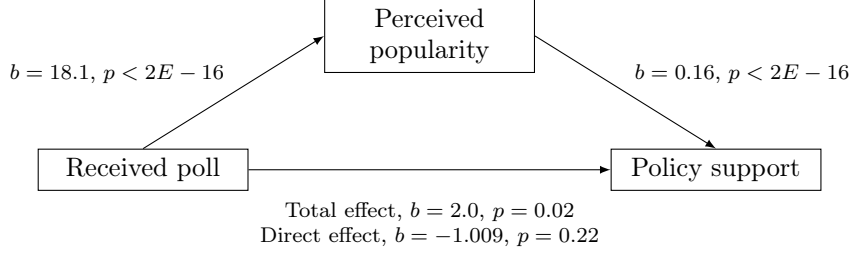 Perceived
popularity
b = 18.1, p < 2E − 16
b = 0.16, p < 2E − 16
Received poll
Policy support
Total effect, b = 2.0, p = 0.02
Direct effect, b = −1.009, p = 0.22